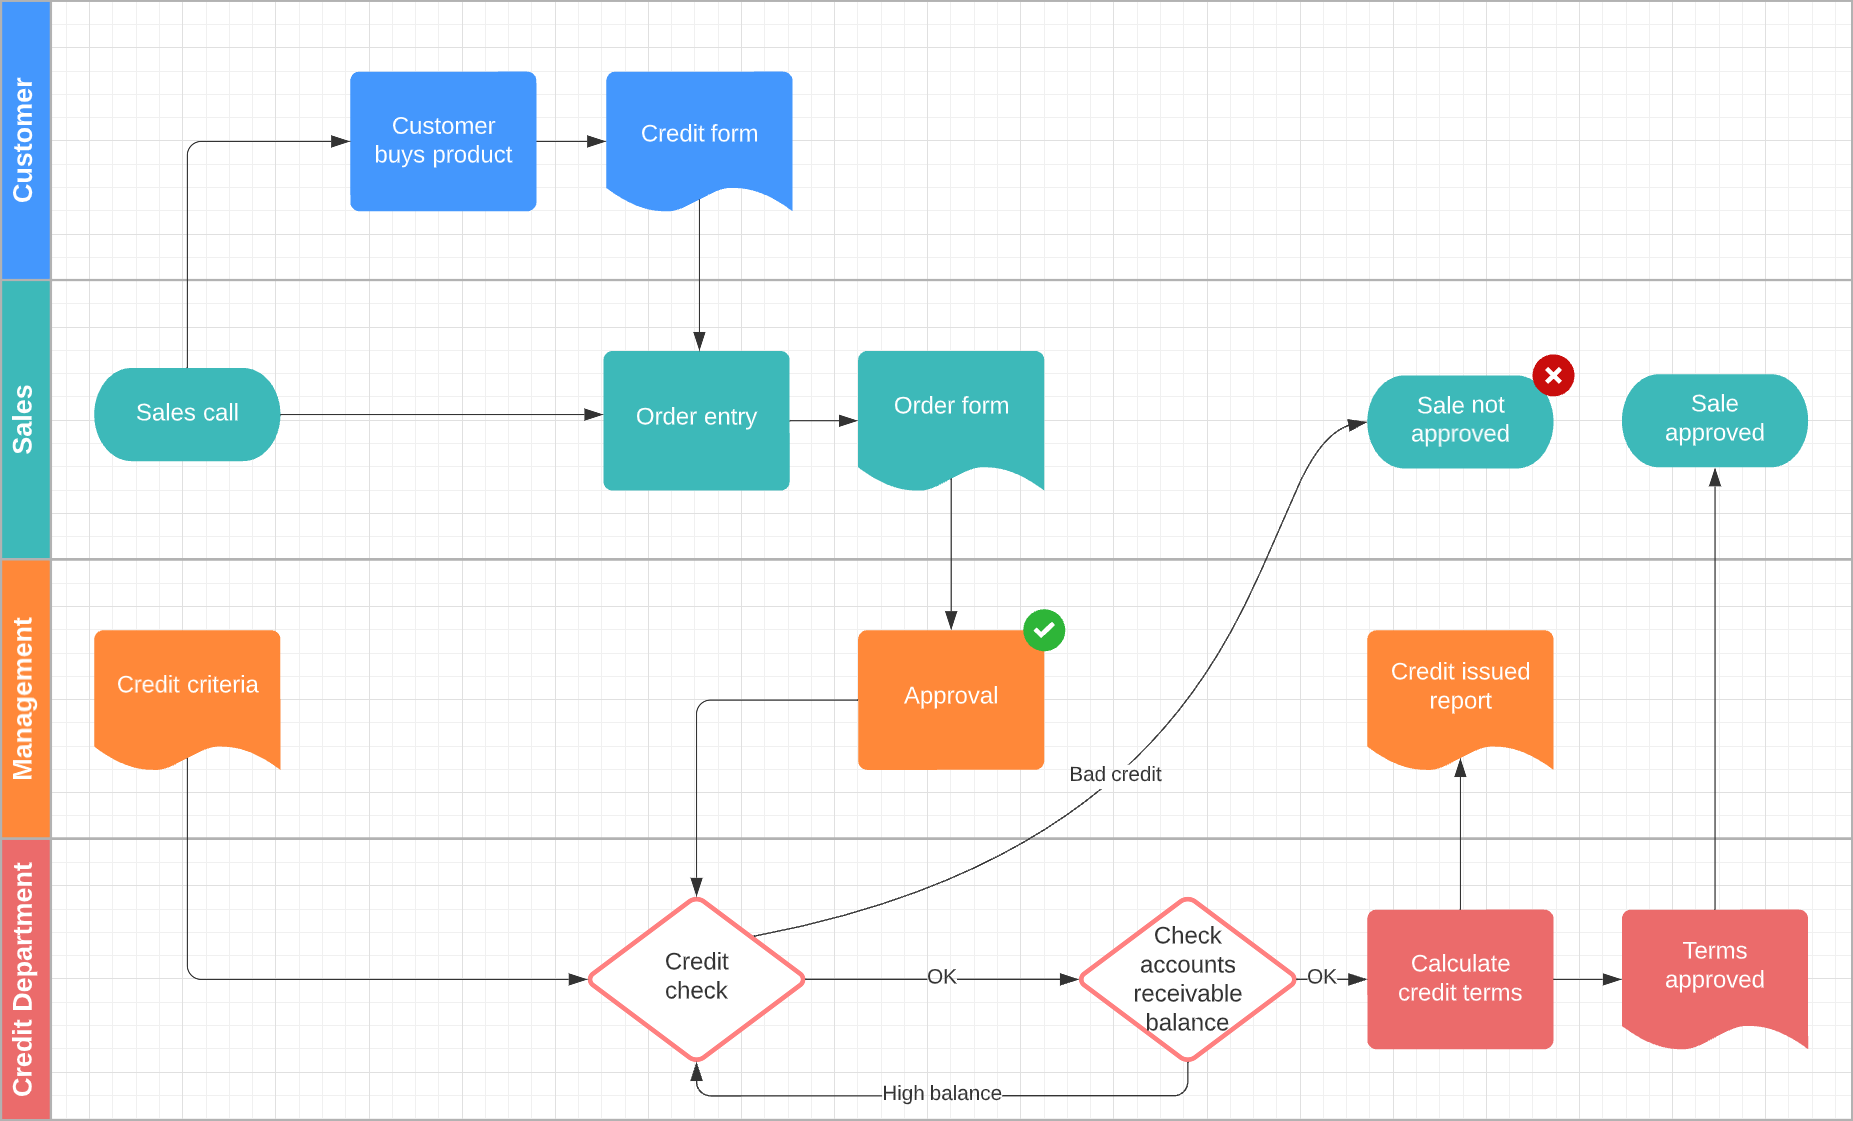 Customer
Customer
buys product
Credit form
Sales
Sales call
Order entry
Order form
Sale not
approved
Sale
approved
Management
Credit criteria
Approval
Credit issued
report
Bad credit
Credit Department
Credit
check
OK
Check
accounts
receivable
balance
OK
Calculate
credit terms
Terms
approved
High balance